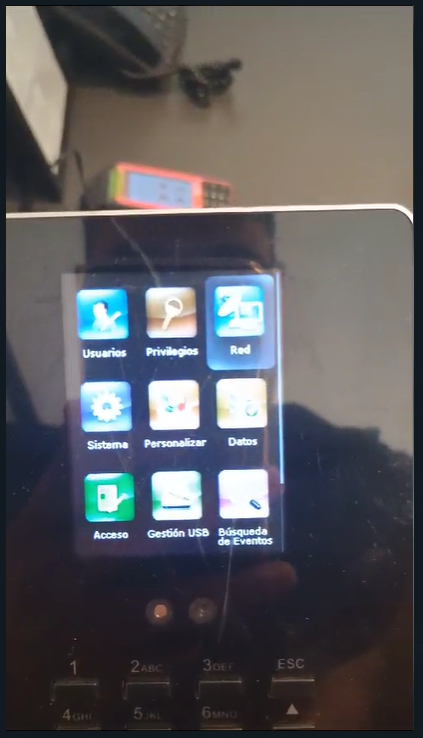 Usuarios Privilegios Red
Sistema Personalizar Datos
Acceso Gestión USB Búsqueda
de Eventos
1 2ABC 3DEF ESC
4GHI 5JKL 6MNO ▲